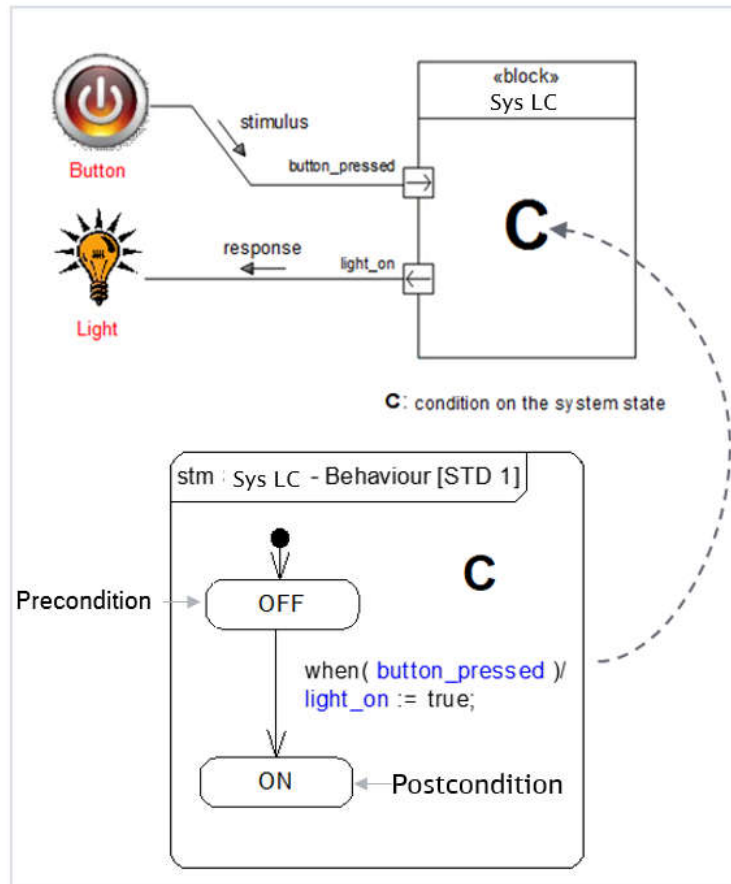 «block»
Sys LC
stimulus
Button
button_pressed
C
response
light_on
Light
C: condition on the system state
stm : Sys LC - Behaviour [STD 1]
C
Precondition
OFF
when( button_pressed )/
light_on := true;
ON
Postcondition